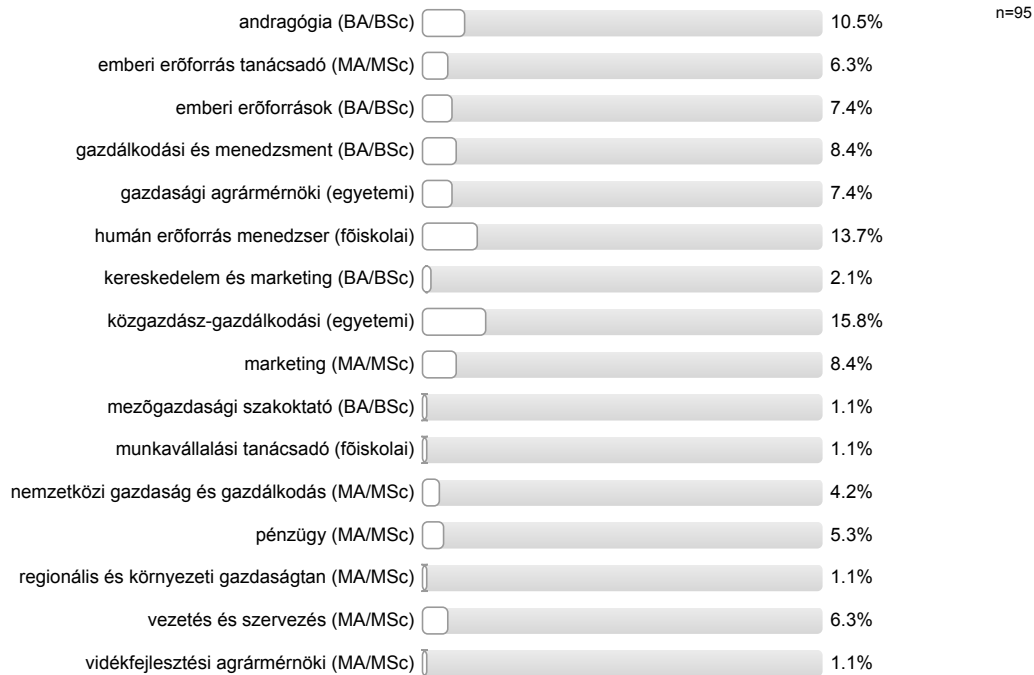 andragógia (BA/BSc) 10.5% n=95
emberi erõforrás tanácsadó (MA/MSc) 6.3%
emberi erõforrások (BA/BSc) 7.4%
gazdálkodási és menedzsment (BA/BSc) 8.4%
gazdasági agrármérnöki (egyetemi) 7.4%
humán erõforrás menedzser (fõiskolai) 13.7%
kereskedelem és marketing (BA/BSc) 2.1%
közgazdász-gazdálkodási (egyetemi) 15.8%
marketing (MA/MSc) 8.4%
mezõgazdasági szakoktató (BA/BSc) 1.1%
munkavállalási tanácsadó (fõiskolai) 1.1%
nemzetközi gazdaság és gazdálkodás (MA/MSc) 4.2%
pénzügy (MA/MSc) 5.3%
regionális és környezeti gazdaságtan (MA/MSc) 1.1%
vezetés és szervezés (MA/MSc) 6.3%
vidékfejlesztési agrármérnöki (MA/MSc) 1.1%